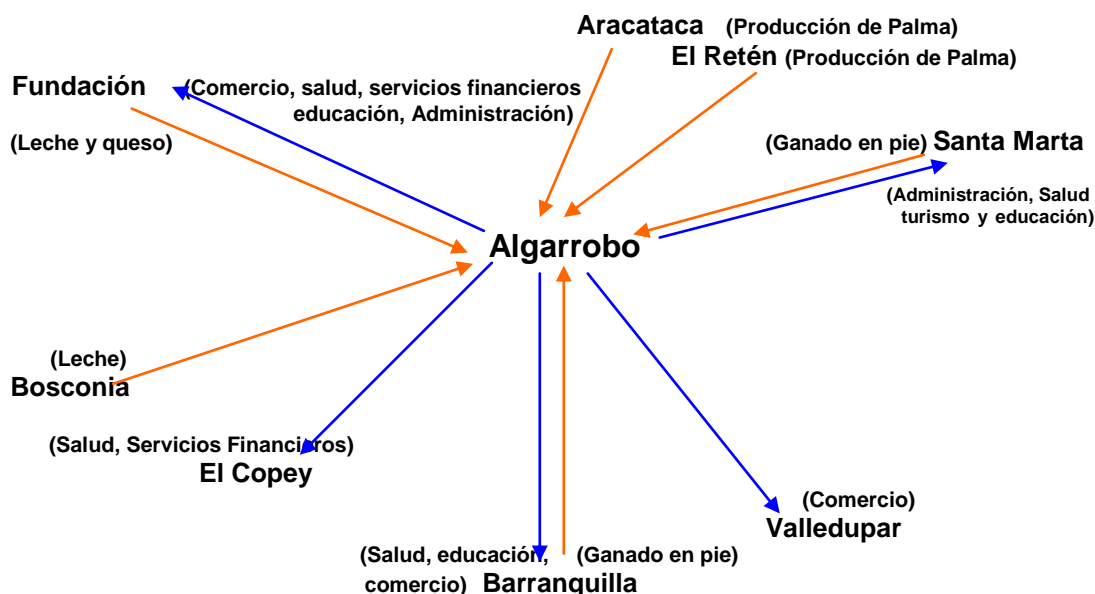 Aracataca (Producción de Palma)
El Retén (Producción de Palma)
Fundación
(Comercio, salud, servicios financieros
educación, Administración)
(Leche y queso)
(Ganado en pie) Santa Marta
(Administración, Salud
turismo y educación)
Algarrobo
(Leche)
Bosconia
(Salud, Servicios Financieros)
El Copey
(Comercio)
Valledupar
(Salud, educación,
comercio)
(Ganado en pie)
Barranquilla